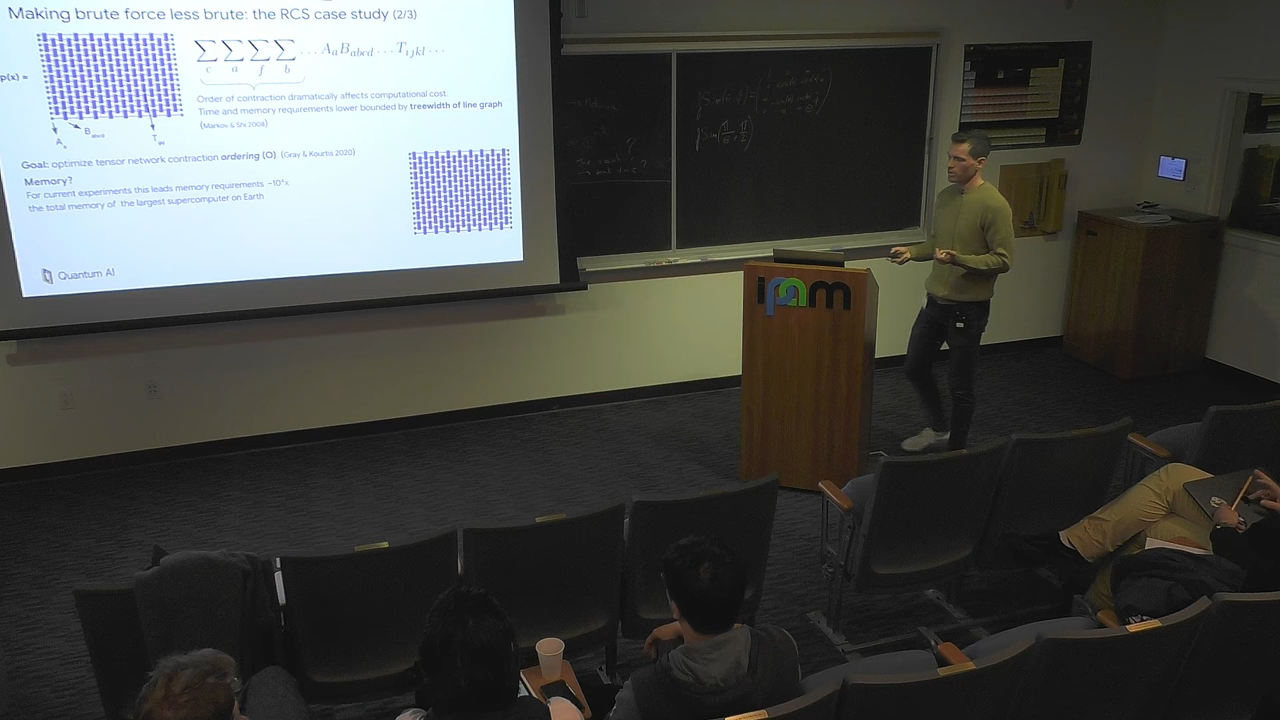 Making brute force less brute: the RCS case study (2/3)
p(x) =
∑ ∑ ∑ ∑ ... AₐB_abcd ... T_ijkl ...
c a f b
Order of contraction dramatically affects computational cost.
Time and memory requirements lower bounded by treewidth of line graph
(Markov & Shi 2008)
A
B
T
Goal: optimize tensor network contraction ordering (O) (Gray & Kourtis 2020)
Memory?
For current experiments this leads memory requirements
the total memory of the largest supercomputer on Earth
Quantum AI
ipam